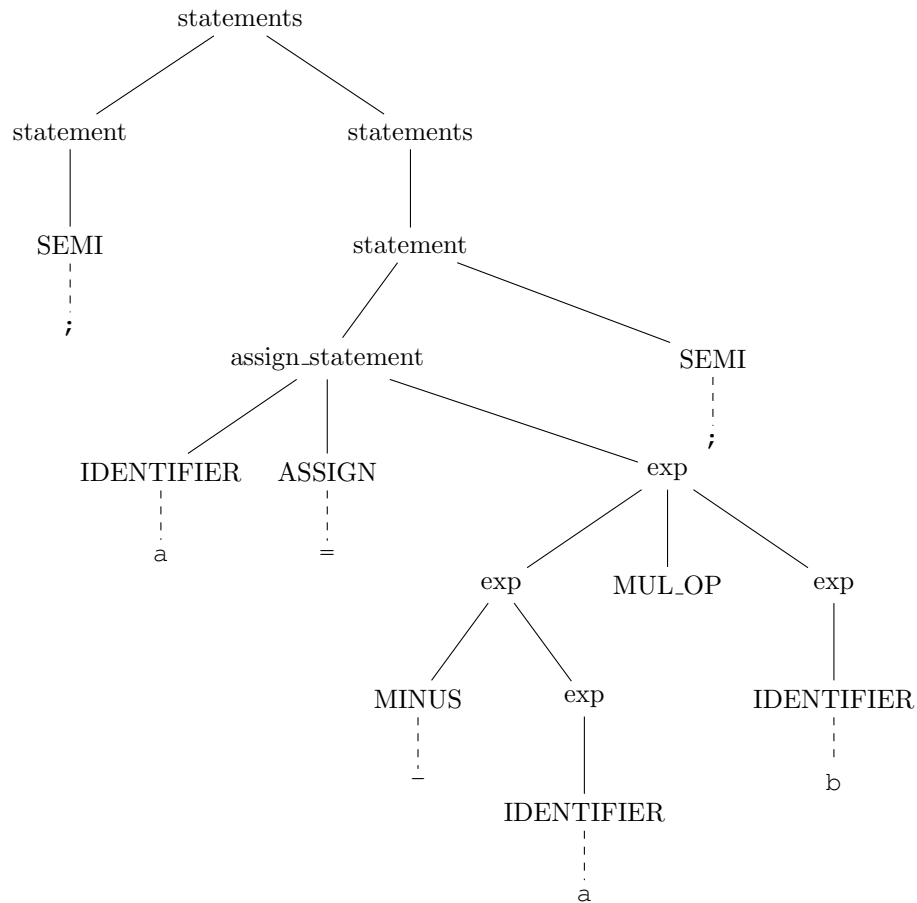 statements
statement statements
SEMI statement
;
assign_statement SEMI
;
IDENTIFIER ASSIGN exp
a =
exp MUL_OP exp
MINUS exp IDENTIFIER
- b
IDENTIFIER
a